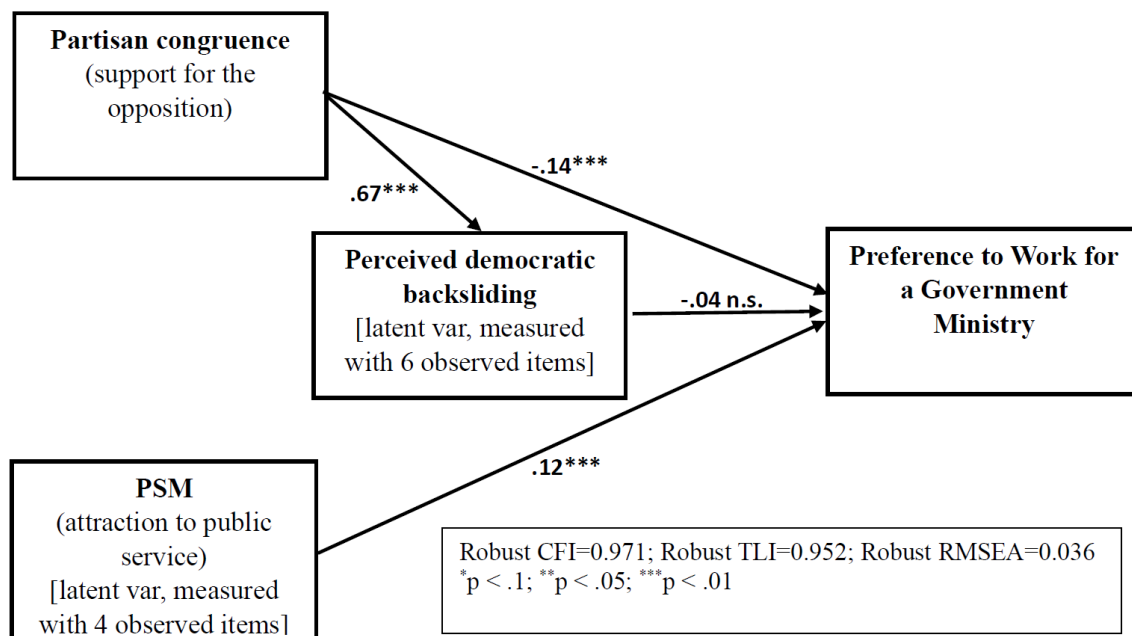 Partisan congruence
(support for the
opposition)
-.14***
.67***
Perceived democratic
backsliding
[latent var, measured
with 6 observed items]
-.04 n.s.
Preference to Work for
a Government
Ministry
.12***
PSM
(attraction to public
service)
[latent var, measured
with 4 observed items]
Robust CFI=0.971; Robust TLI=0.952; Robust RMSEA=0.036
*p < .1; **p < .05; ***p < .01